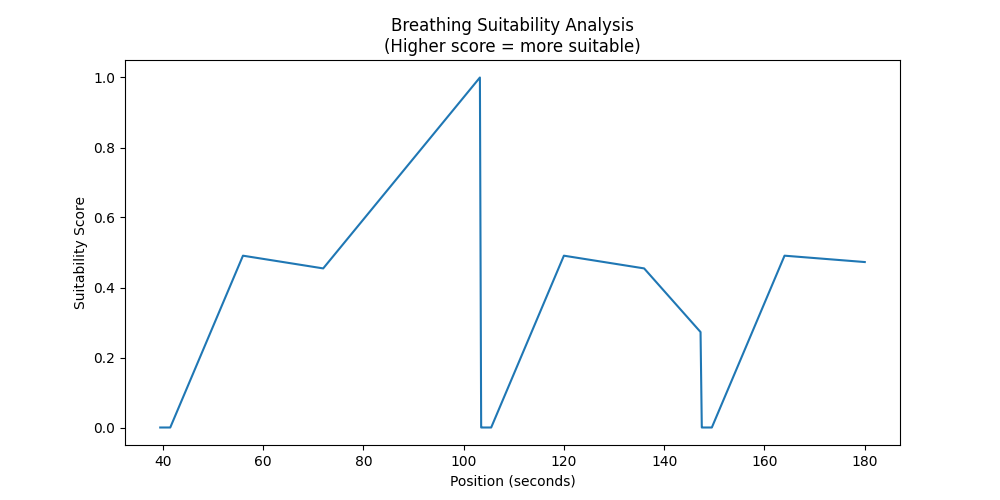 Breathing Suitability Analysis
(Higher score = more suitable)
1.0
0.8
0.6
0.4
0.2
0.0
Suitability Score
40 60 80 100 120 140 160 180
Position (seconds)